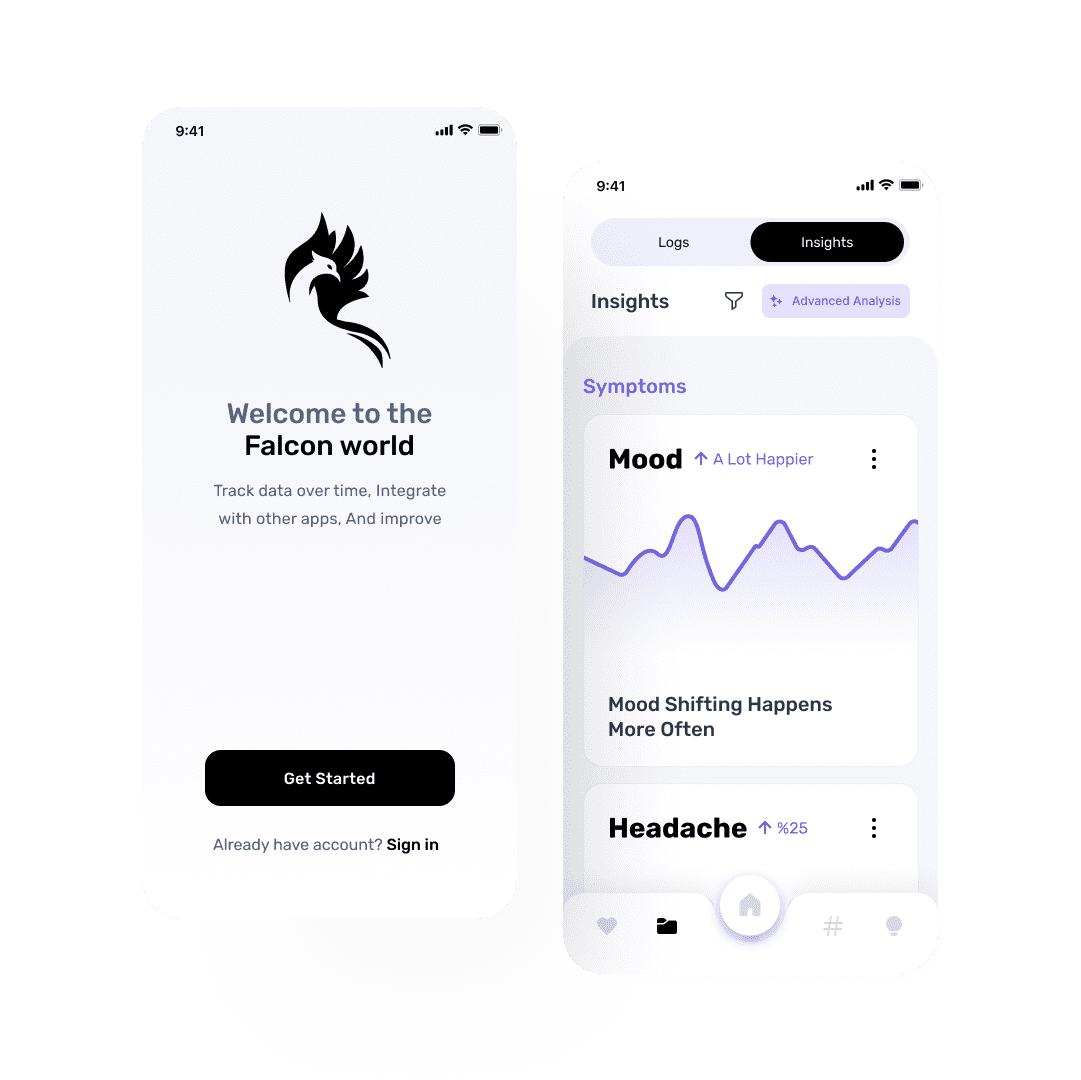 9:41
Welcome to the
Falcon world
Track data over time, Integrate
with other apps, And improve
Get Started
Already have account? Sign in
9:41
Logs
Insights
Insights
Advanced Analysis
Symptoms
Mood
A Lot Happier
Mood Shifting Happens
More Often
Headache
%25